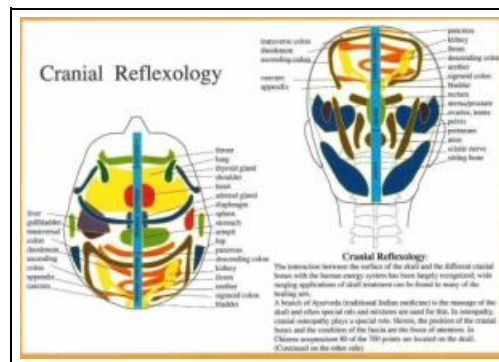 Cranial Reflexology
transverse colon
duodenum
ascending colon
caecum
appendix
pancreas
kidney
ileum
descending colon
urether
sigmoid colon
bladder
rectum
uterus/prostate
ovaries, testes
pelvis
perineum
anus
sciatic nerve
sitting bone
throat
lung
thyroid gland
shoulder
heart
adrenal gland
diaphragm
spleen
stomach
armpit
hip
pancreas
descending colon
kidney
ileum
urether
sigmoid colon
bladder
liver
gallbladder
transversal
colon
duodenum
ascending
colon
appendix
caecum
Cranial Reflexology:
The interaction between the surface of the skull and the different cranial
bones with the human energy system has been largely recognized; wide
ranging applications of skull treatment can be found in many of the
healing arts.
A branch of Ayurveda (traditional Indian medicine) is the massage of the
skull and often special oils and mixtures are used for this. In osteopathy,
cranial osteopathy plays a special role. Herein, the position of the cranial
bones and the condition of the fascia are the focus of attention. In
Chinese acupuncture 80 of the 700 points are located on the skull.
(Continued on the other side)